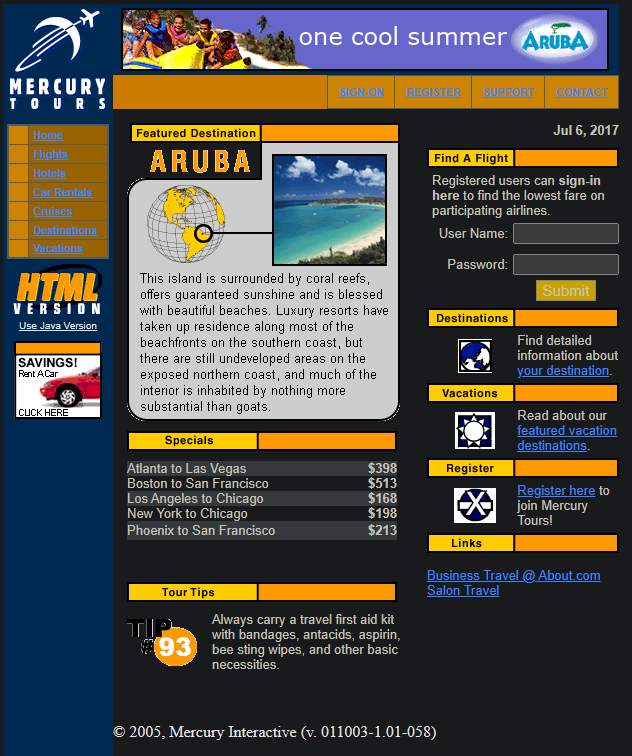 MERCURY
TOURS
one cool summer ARUBA
SIGN-ON REGISTER SUPPORT CONTACT
Home
Flights
Hotels
Car Rentals
Cruises
Destinations
Vacations
HTML
VERSION
Use Java Version
SAVINGS!
Rent A Car
CLICK HERE
Featured Destination
ARUBA
This island is surrounded by coral reefs,
offers guaranteed sunshine and is blessed
with beautiful beaches. Luxury resorts have
taken up residence along most of the
beachfronts on the southern coast, but
there are still undeveloped areas on the
exposed northern coast, and much of the
interior is inhabited by nothing more
substantial than goats.
Specials
Atlanta to Las Vegas $398
Boston to San Francisco $513
Los Angeles to Chicago $168
New York to Chicago $198
Phoenix to San Francisco $213
Tour Tips
TIP
#93
Always carry a travel first aid kit
with bandages, antacids, aspirin,
bee sting wipes, and other basic
necessities.
Jul 6, 2017
Find A Flight
Registered users can sign-in
here to find the lowest fare on
participating airlines.
User Name:
Password:
Submit
Destinations
Find detailed
information about
your destination.
Vacations
Read about our
featured vacation
destinations.
Register
Register here to
join Mercury
Tours!
Links
Business Travel @ About.com
Salon Travel
© 2005, Mercury Interactive (v. 011003-1.01-058)